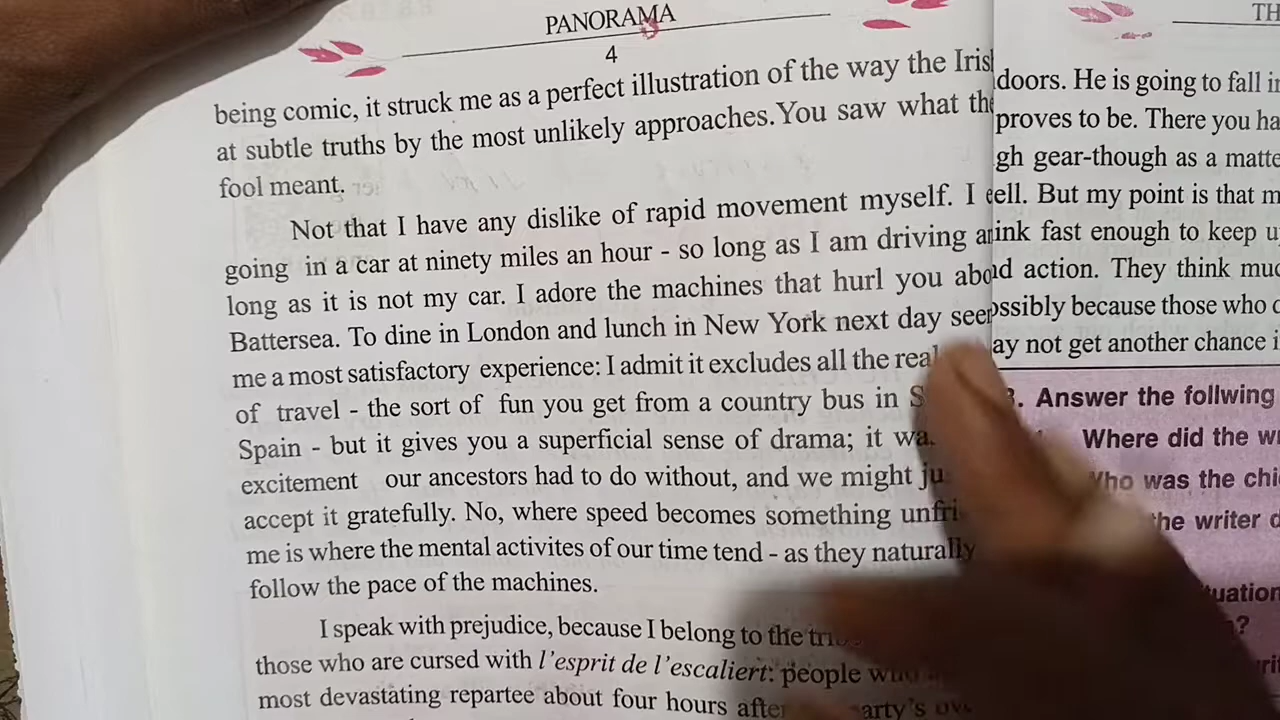 PANORAMA
4
being comic, it struck me as a perfect illustration of the way the Iris
at subtle truths by the most unlikely approaches.You saw what the
fool meant.
Not that I have any dislike of rapid movement myself. I
going in a car at ninety miles an hour - so long as I am driving a
long as it is not my car. I adore the machines that hurl you abo
Battersea. To dine in London and lunch in New York next day see
me a most satisfactory experience: I admit it excludes all the real
of travel - the sort of fun you get from a country bus in
Spain - but it gives you a superficial sense of drama; it wa
excitement our ancestors had to do without, and we might ju
accept it gratefully. No, where speed becomes something unfri
me is where the mental activites of our time tend - as they naturally
follow the pace of the machines.
I speak with prejudice, because I belong to the
those who are cursed with l'esprit de l'escaliert: people
most devastating repartee about four hours after arty's
TH
doors. He is going to fall
proves to be. There you ha
gh gear-though as a matte
ell. But my point is that m
ink fast enough to keep u
d action. They think muc
ossibly because those who
ay not get another chance
Answer the follwing
Where did the w
Who was the chi
the writer d
tuation
?